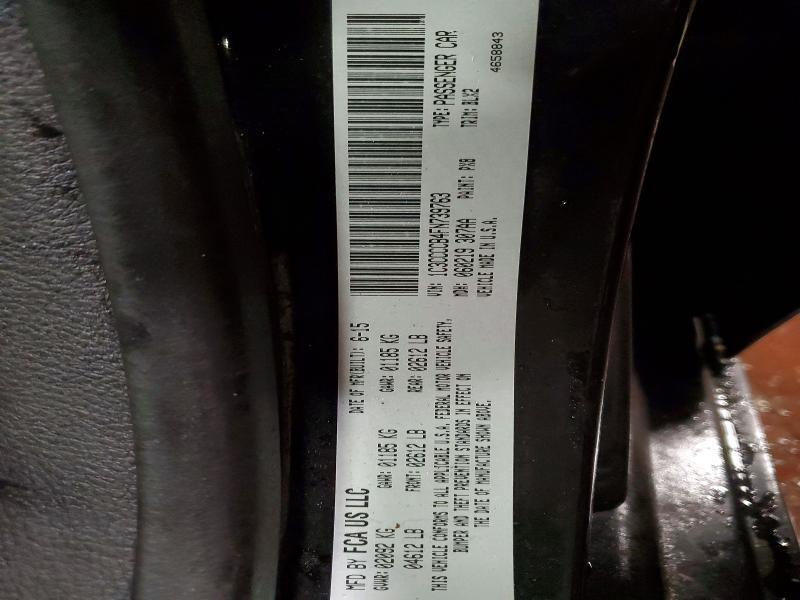 MFD BY FCA US LLC
DATE OF MFR(BUILT): 6-15
GVWR: 02092 KG
GAWR: 01185 KG
GAWR: 01185 KG
04612 LB
FRONT: 02612 LB
REAR: 02612 LB
THIS VEHICLE CONFORMS TO ALL APPLICABLE U.S.A. FEDERAL MOTOR VEHICLE SAFETY,
BUMPER AND THEFT PREVENTION STANDARDS IN EFFECT ON
THE DATE OF MANUFACTURE SHOWN ABOVE.
VIN: 1C3CCCCB4FN739763
TYPE: PASSENGER CAR
MDH: 060219 307AA
PAINT: PX8
TRIM: BLX2
VEHICLE MADE IN U.S.A.
4658843